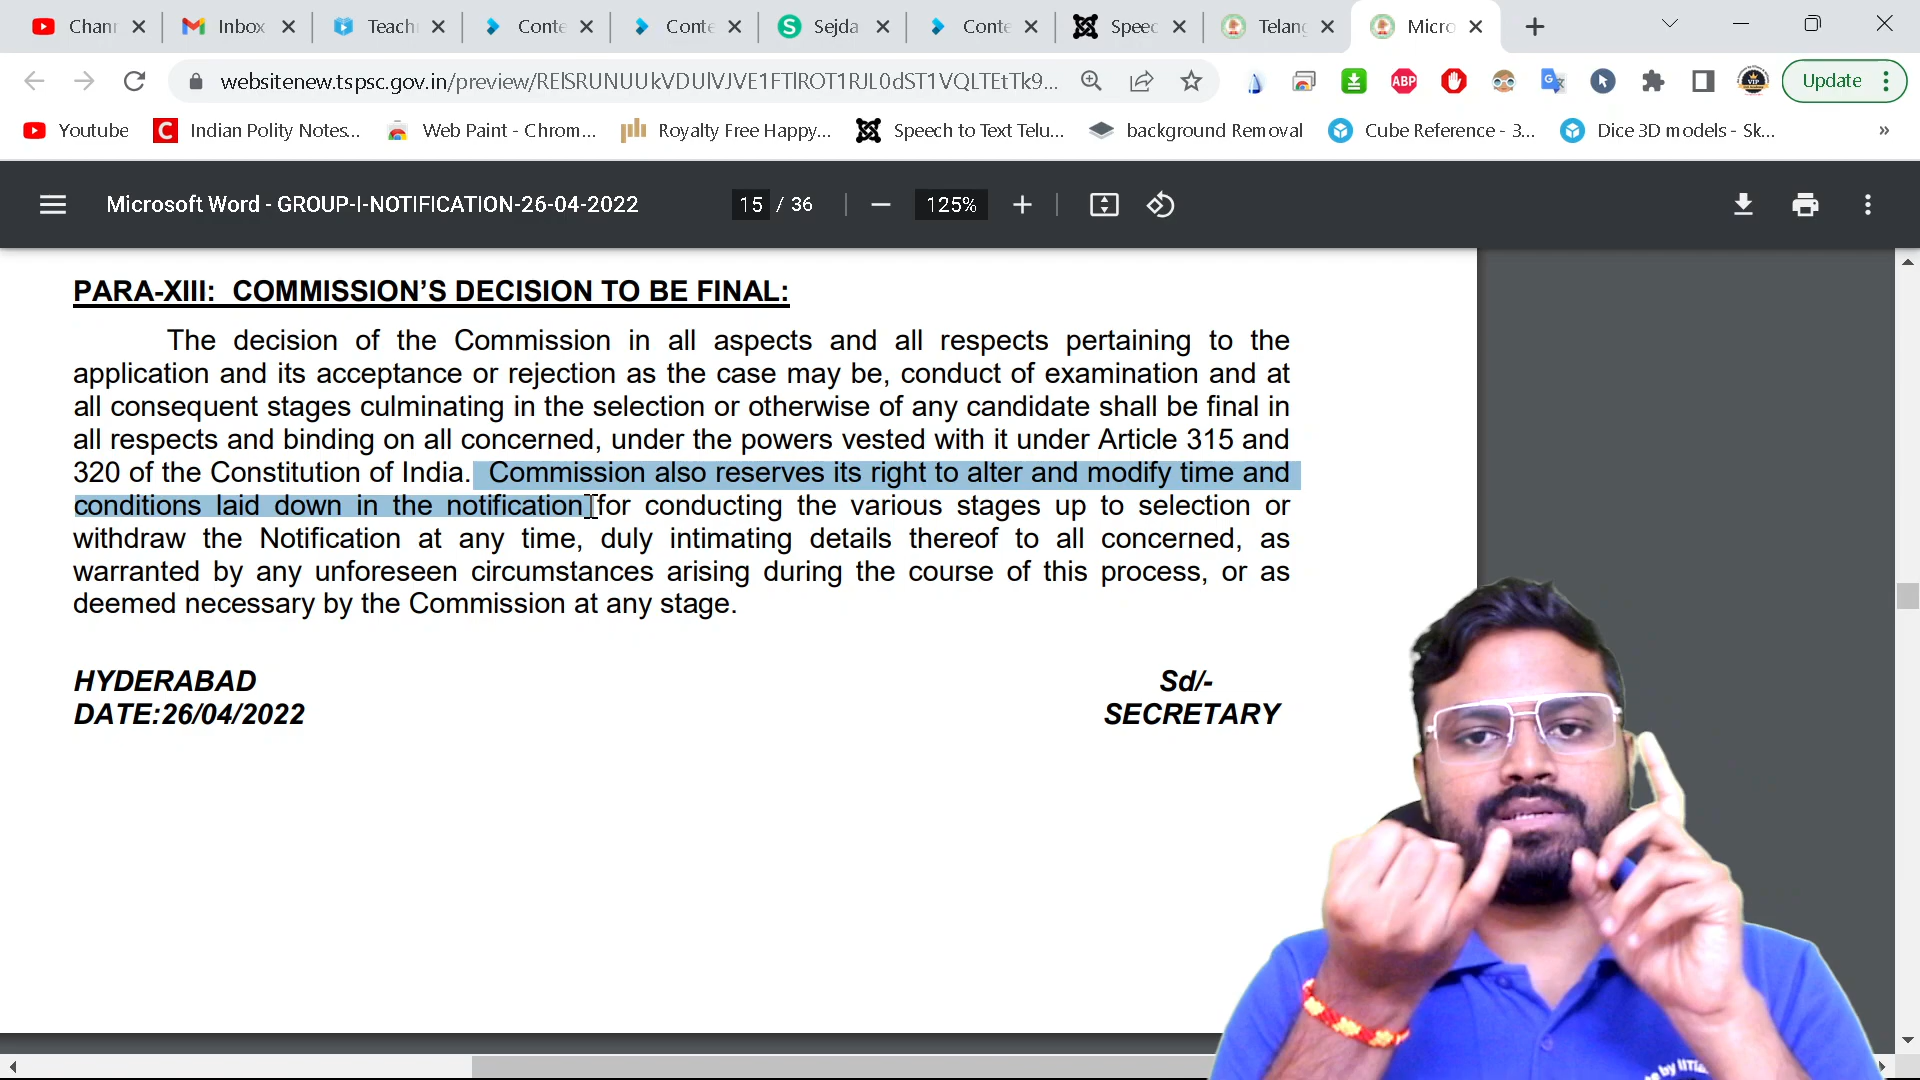 Chann
Inbox
Teachi
Conte
Conte
Sejda
Conte
Speec
Telang
Micro
websitenew.tspsc.gov.in/preview/RElSRUNUUkVDUlVJVE1FTlROT1RJL0dST1VQLTEtTk9...
ABP
Update
Youtube
Indian Polity Notes...
Web Paint - Chrom...
Royalty Free Happy...
Speech to Text Telu...
background Removal
Cube Reference - 3...
Dice 3D models - Sk...
»
Microsoft Word - GROUP-I-NOTIFICATION-26-04-2022
15 / 36
125%
PARA-XIII: COMMISSION'S DECISION TO BE FINAL:
The decision of the Commission in all aspects and all respects pertaining to the
application and its acceptance or rejection as the case may be, conduct of examination and at
all consequent stages culminating in the selection or otherwise of any candidate shall be final in
all respects and binding on all concerned, under the powers vested with it under Article 315 and
320 of the Constitution of India. Commission also reserves its right to alter and modify time and
conditions laid down in the notification for conducting the various stages up to selection or
withdraw the Notification at any time, duly intimating details thereof to all concerned, as
warranted by any unforeseen circumstances arising during the course of this process, or as
deemed necessary by the Commission at any stage.
HYDERABAD
Sd/-
DATE:26/04/2022
SECRETARY
by IITia